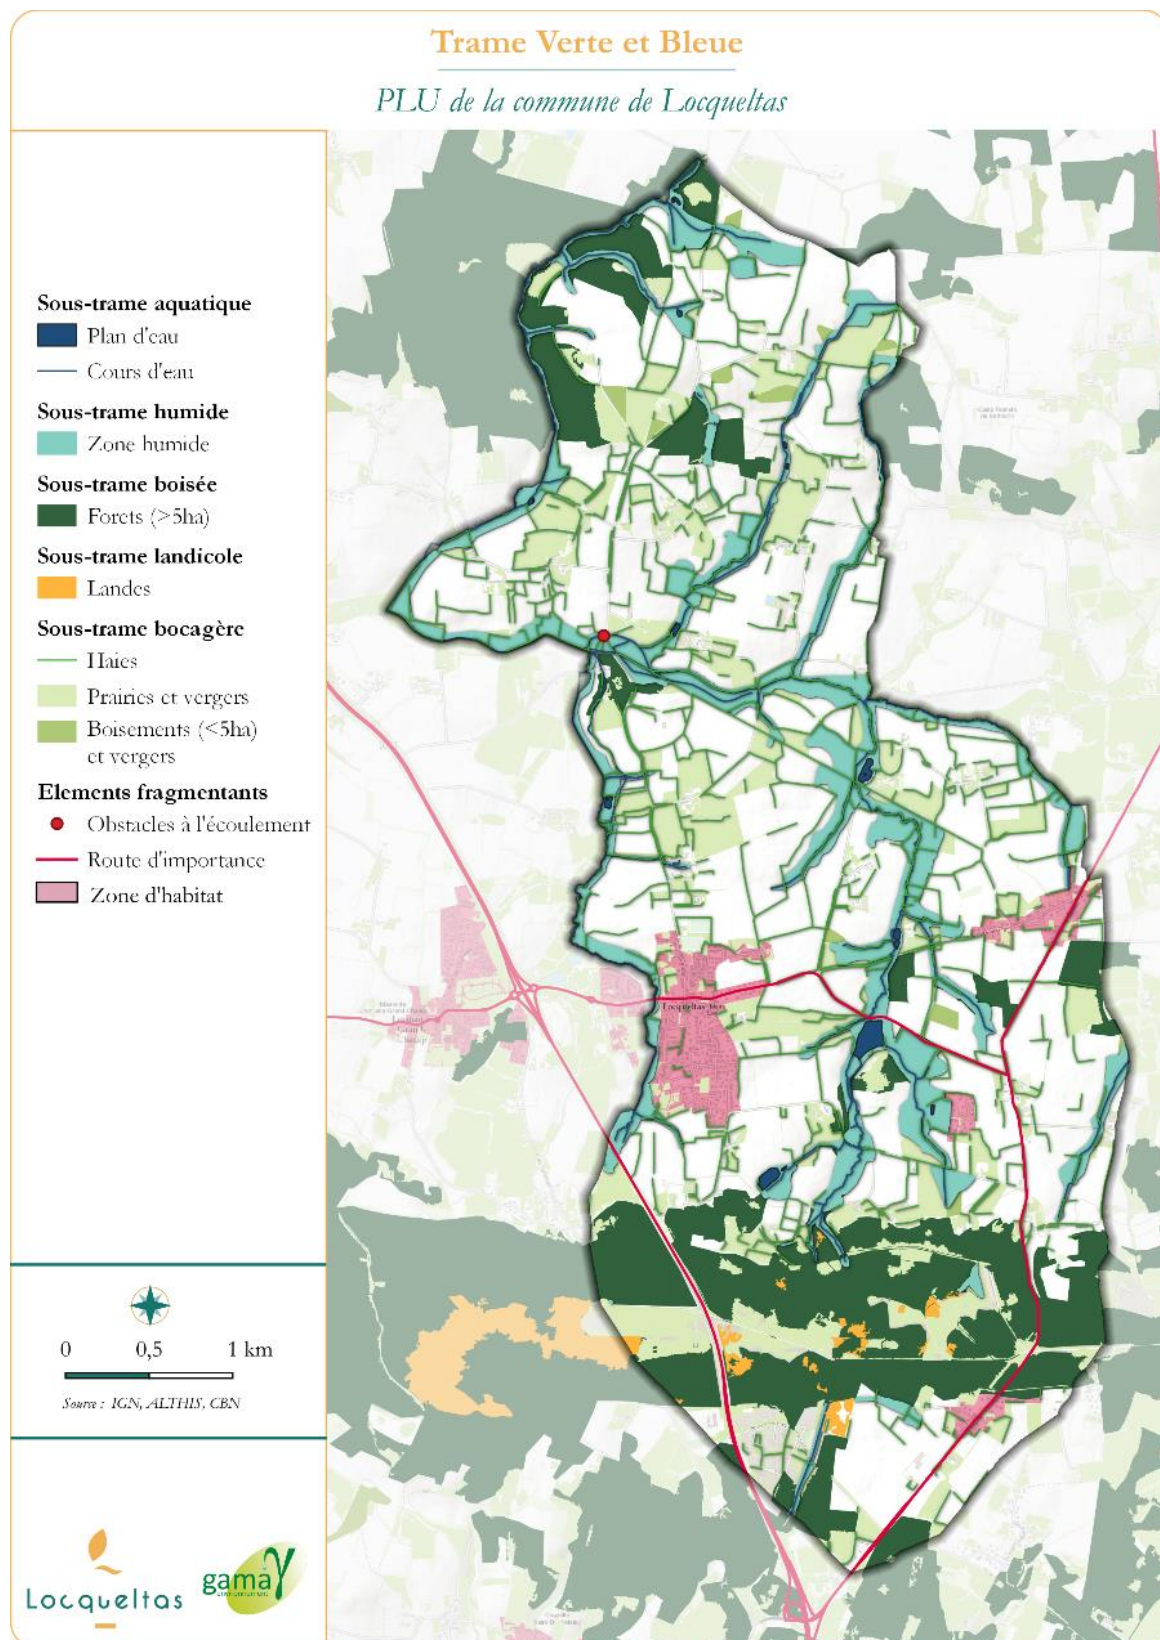 Trame Verte et Bleue
PLU de la commune de Locqueltas
Sous-trame aquatique
Plan d'eau
Cours d'eau
Sous-trame humide
Zone humide
Sous-trame boisée
Forets (>5ha)
Sous-trame landicole
Landes
Sous-trame bocagère
Haies
Prairies et vergers
Boisements (<5ha)
et vergers
Elements fragmentants
Obstacles à l'écoulement
Route d'importance
Zone d'habitat
0 0,5 1 km
Source : IGN, ALTHIS, CBN
Locqueltas
gama
Locqueltas